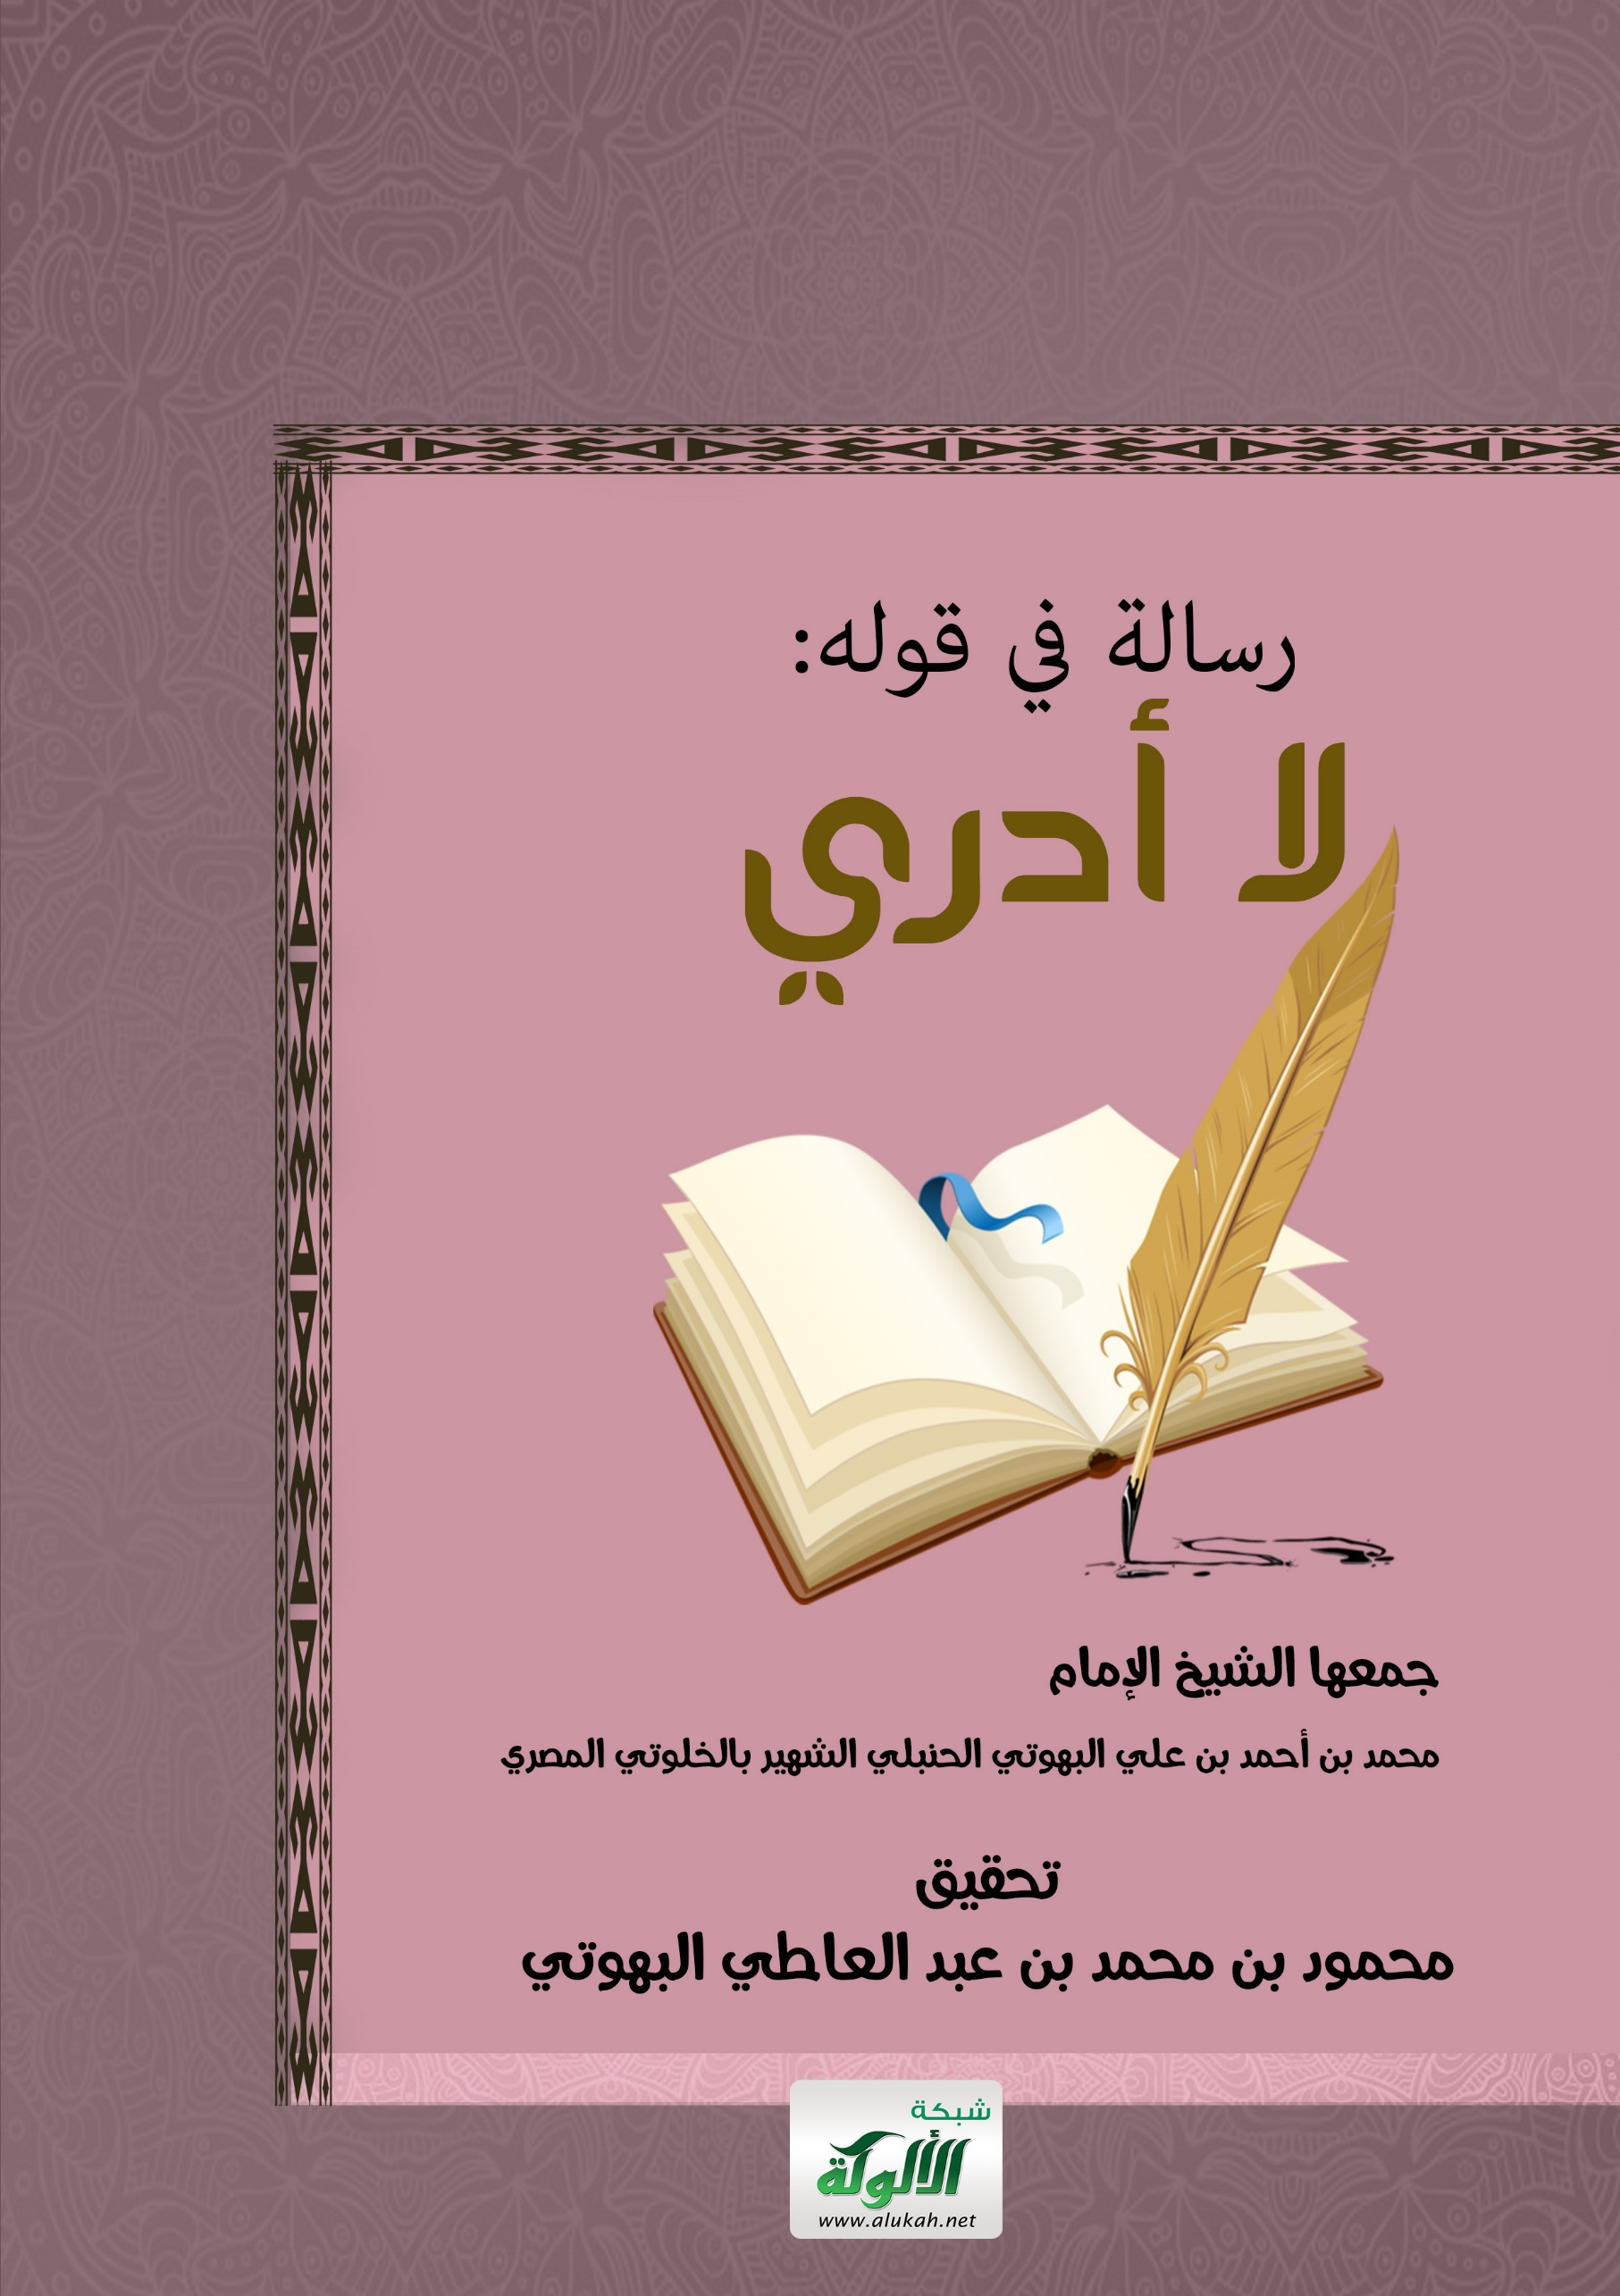 رسالة في قوله:
لا أدري
جمعها الشيخ الإمام
محمد بن أحمد بن علي البهوتي الحنبلي الشهير بالخلوتي المصري
تحقيق
محمود بن محمد بن عبد العاطي البهوتي
شبكة
الألوكة
www.alukah.net